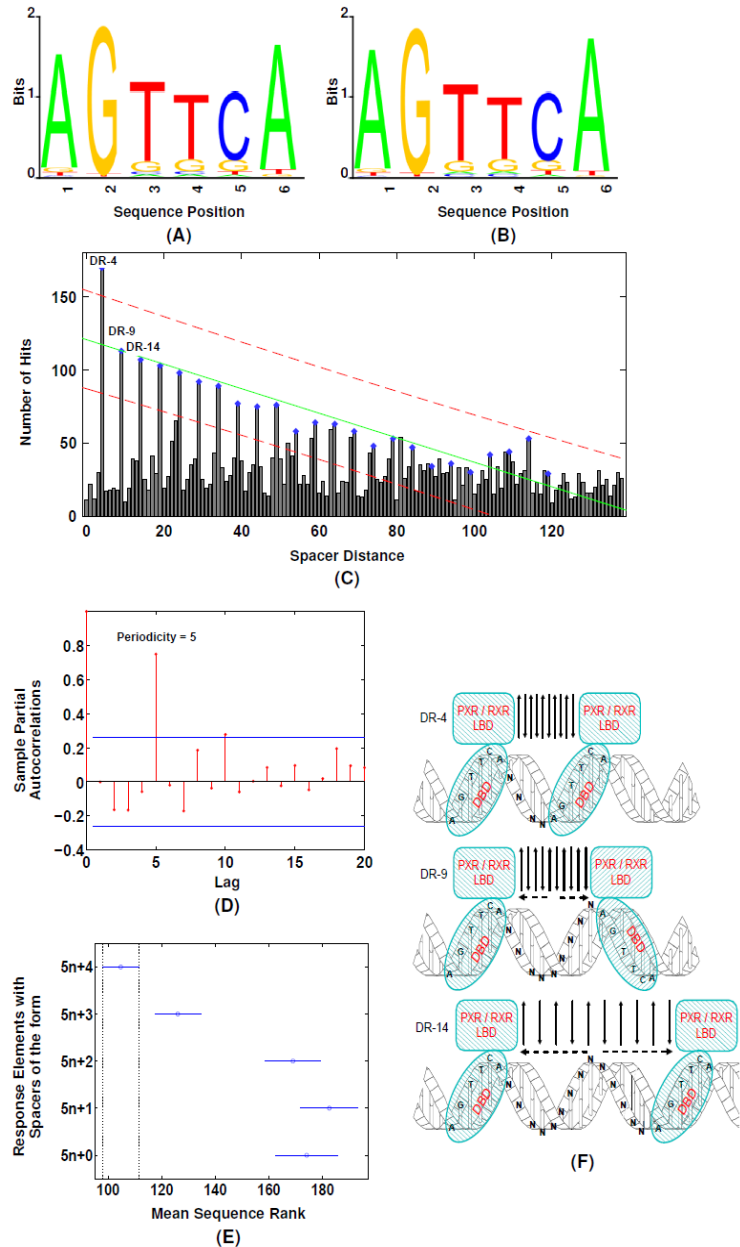 2
Bits
1
0
AGTTCA
1 2 3 4 5 6
Sequence Position
(A)
2
Bits
1
0
AGTTCA
1 2 3 4 5 6
Sequence Position
(B)
DR-4
DR-9
DR-14
Number of Hits
150
100
50
0
0 20 40 60 80 100 120
Spacer Distance
(C)
Periodicity = 5
Sample Partial
Autocorrelations
0.8
0.6
0.4
0.2
0
−0.2
−0.4
0 5 10 15 20
Lag
(D)
Response Elements with
Spacers of the form
5n+4
5n+3
5n+2
5n+1
5n+0
100 120 140 160 180
Mean Sequence Rank
(E)
DR-4
PXR / RXR
LBD
PXR / RXR
LBD
A G T T C A N N N N A G T T C A
DBD
DBD
DR-9
PXR / RXR
LBD
PXR / RXR
LBD
A G T T C A N N N N N N N N N A G T T C A
DBD
DBD
DR-14
PXR / RXR
LBD
PXR / RXR
LBD
A G T T C A N N N N N N N N N N N N N N A G T T C A
DBD
DBD
(F)